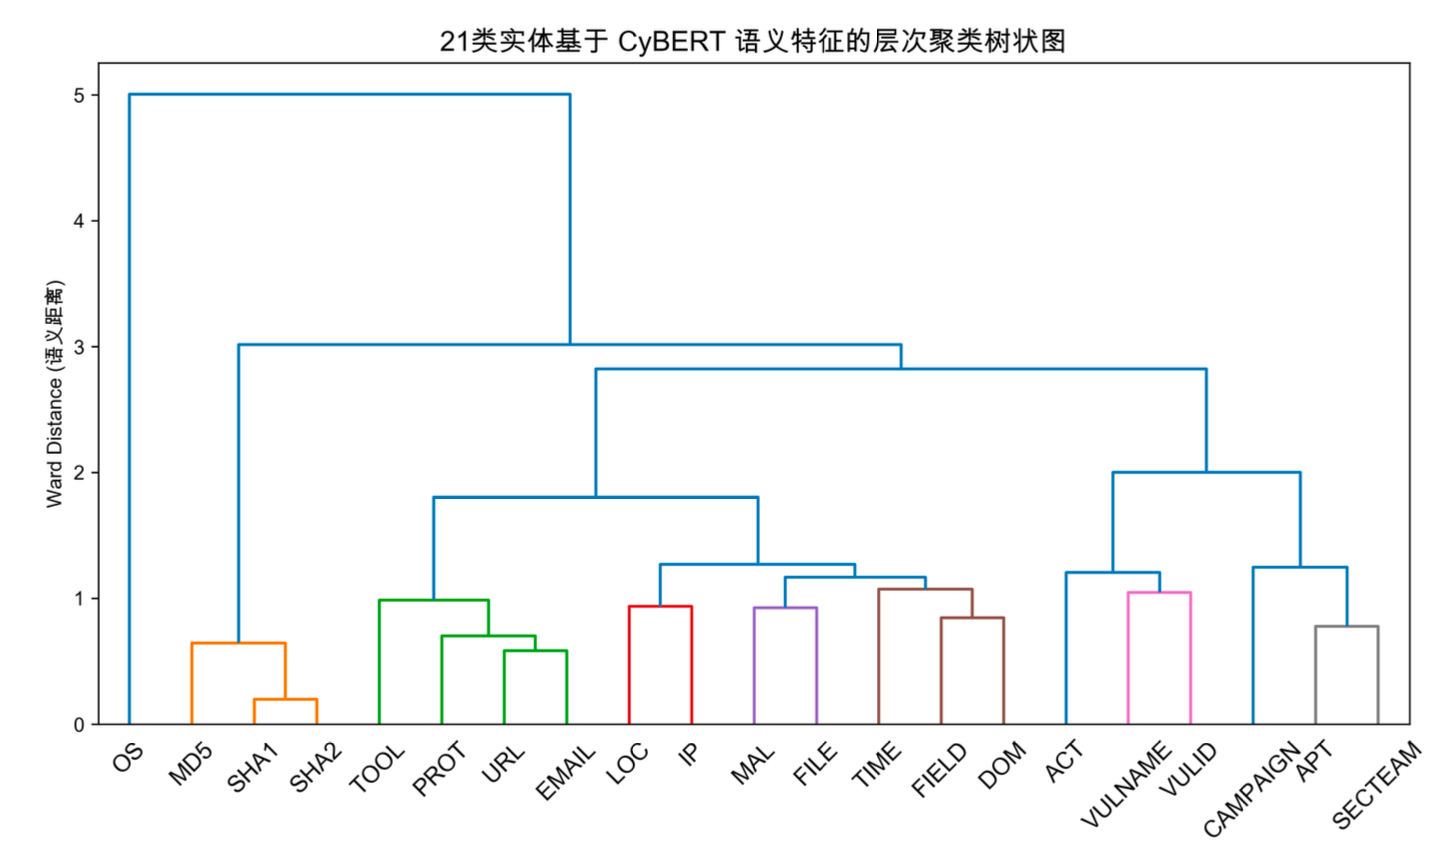 21类实体基于 CyBERT 语义特征的层次聚类树状图
Ward Distance (语义距离)
5
4
3
2
1
0
OS
MD5
SHA1
SHA2
TOOL
PROT
URL
EMAIL
LOC
IP
MAL
FILE
TIME
FIELD
DOM
ACT
VULNAME
VULID
CAMPAIGN
APT
SECTEAM